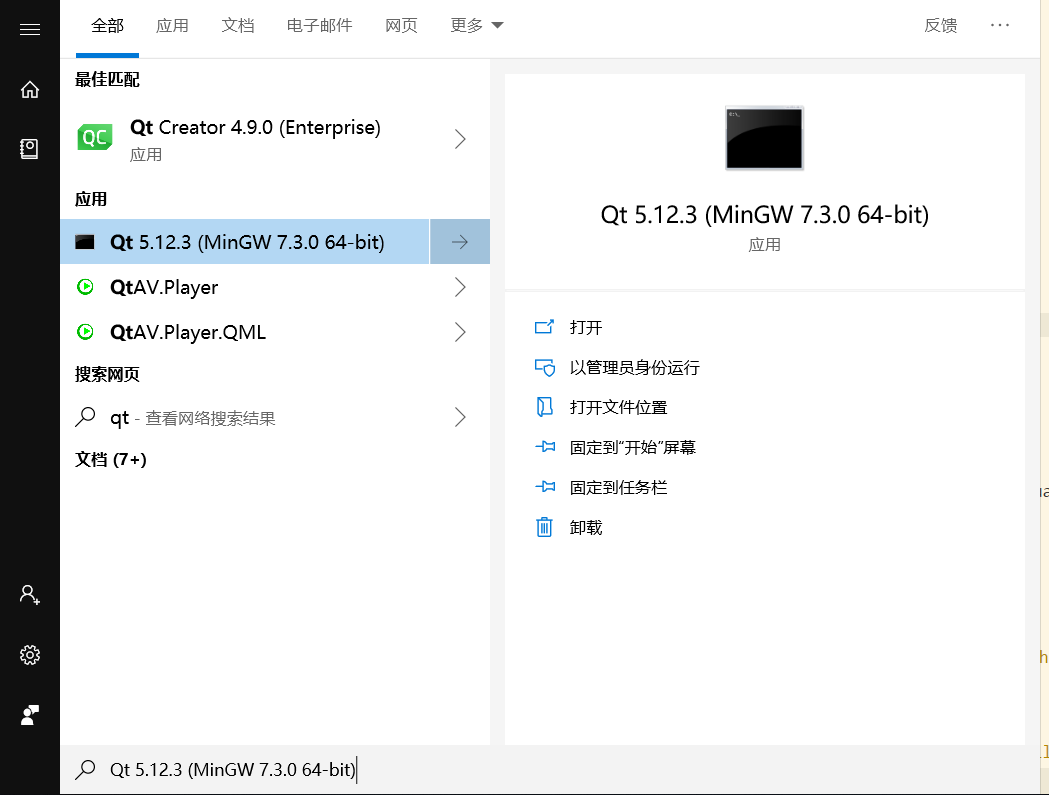 全部 应用 文档 电子邮件 网页 更多 反馈 ···
最佳匹配
QC
Qt Creator 4.9.0 (Enterprise)
应用
应用
Qt 5.12.3 (MinGW 7.3.0 64-bit)
QtAV.Player
QtAV.Player.QML
搜索网页
qt - 查看网络搜索结果
文档 (7+)
Qt 5.12.3 (MinGW 7.3.0 64-bit)
应用
打开
以管理员身份运行
打开文件位置
固定到“开始”屏幕
固定到任务栏
卸载
Qt 5.12.3 (MinGW 7.3.0 64-bit)